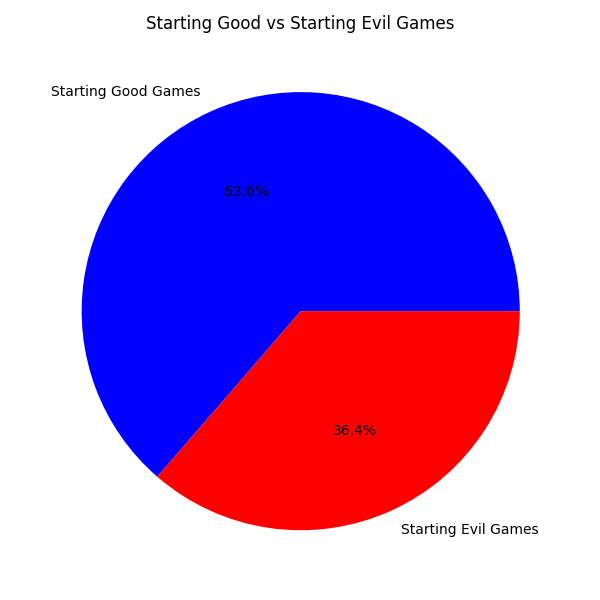 Starting Good vs Starting Evil Games
Starting Good Games
63.6%
36.4%
Starting Evil Games